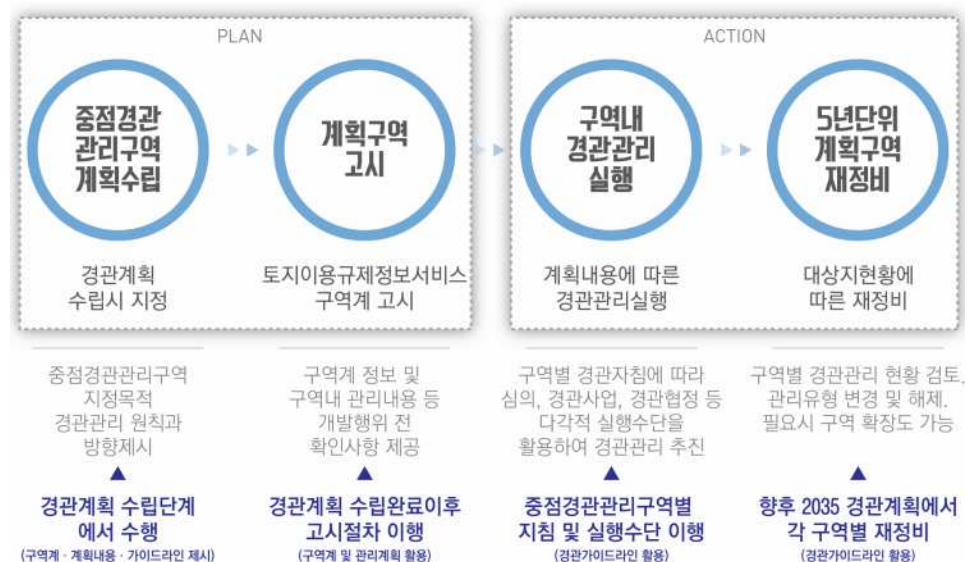 PLAN
ACTION
중점경관
관리구역
계획수립
계획구역
고시
구역내
경관관리
실행
5년단위
계획구역
재정비
경관계획
수립시 지정
토지이용규제정보서비스
구역계 고시
계획내용에 따른
경관관리실행
대상지현황에
따른 재정비
중점경관관리구역
지정목적
경관관리 원칙과
방향제시
구역계 정보 및
구역내 관리내용 등
개발행위 전
확인사항 제공
구역별 경관자침에 따라
심의, 경관사업, 경관협정 등
다각적 실행수단을
활용하여 경관관리 추진
구역별 경관관리 현황 검토.
관리유형 변경 및 해제.
필요시 구역 확장도 가능
경관계획 수립단계
에서 수행
(구역계 · 계획내용 · 가이드라인 제시)
경관계획 수립완료이후
고시절차 이행
(구역계 및 관리계획 활용)
중점경관관리구역별
지침 및 실행수단 이행
(경관가이드라인 활용)
향후 2035 경관계획에서
각 구역별 재정비
(경관가이드라인 활용)